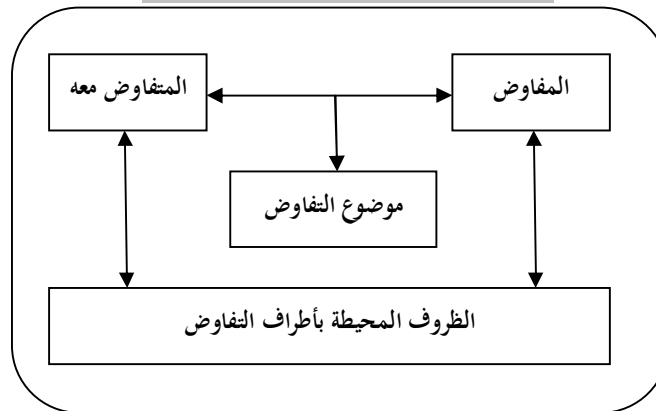 المفاوض
المتفاوض معه
موضوع التفاوض
الظروف المحيطة بأطراف التفاوض